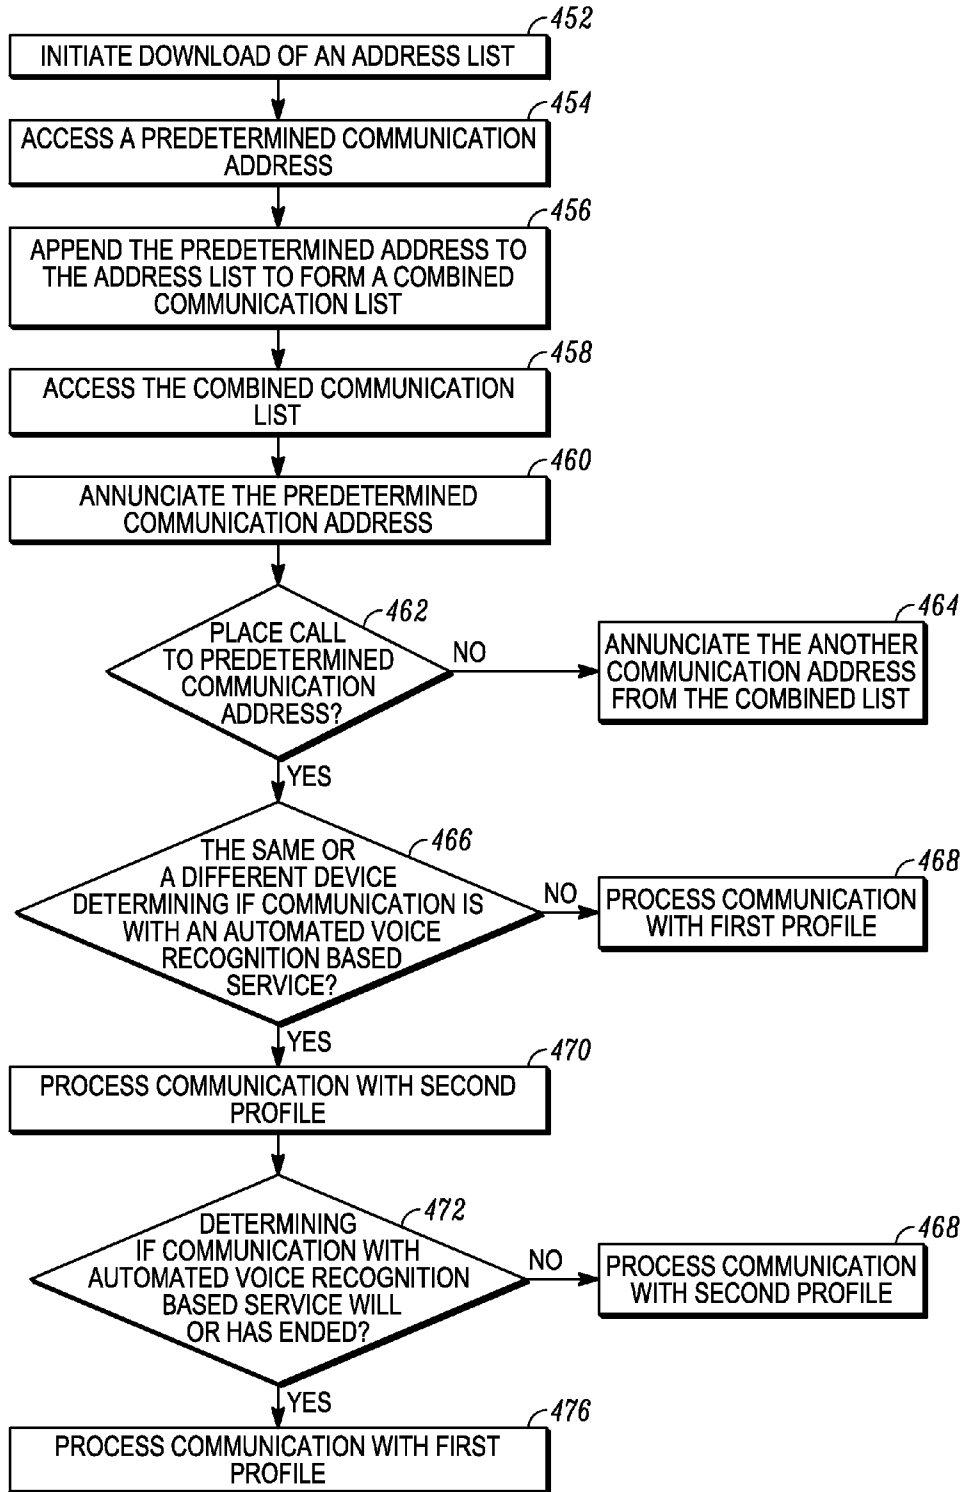 452
INITIATE DOWNLOAD OF AN ADDRESS LIST
454
ACCESS A PREDETERMINED COMMUNICATION
ADDRESS
456
APPEND THE PREDETERMINED ADDRESS TO
THE ADDRESS LIST TO FORM A COMBINED
COMMUNICATION LIST
458
ACCESS THE COMBINED COMMUNICATION
LIST
460
ANNUNCIATE THE PREDETERMINED
COMMUNICATION ADDRESS
462
PLACE CALL
TO PREDETERMINED
COMMUNICATION
ADDRESS?
NO
464
ANNUNCIATE THE ANOTHER
COMMUNICATION ADDRESS
FROM THE COMBINED LIST
YES
466
THE SAME OR
A DIFFERENT DEVICE
DETERMINING IF COMMUNICATION IS
WITH AN AUTOMATED VOICE
RECOGNITION BASED
SERVICE?
NO
468
PROCESS COMMUNICATION
WITH FIRST PROFILE
YES
470
PROCESS COMMUNICATION WITH SECOND
PROFILE
472
DETERMINING
IF COMMUNICATION WITH
AUTOMATED VOICE RECOGNITION
BASED SERVICE WILL
OR HAS ENDED?
NO
468
PROCESS COMMUNICATION
WITH SECOND PROFILE
YES
476
PROCESS COMMUNICATION WITH FIRST
PROFILE